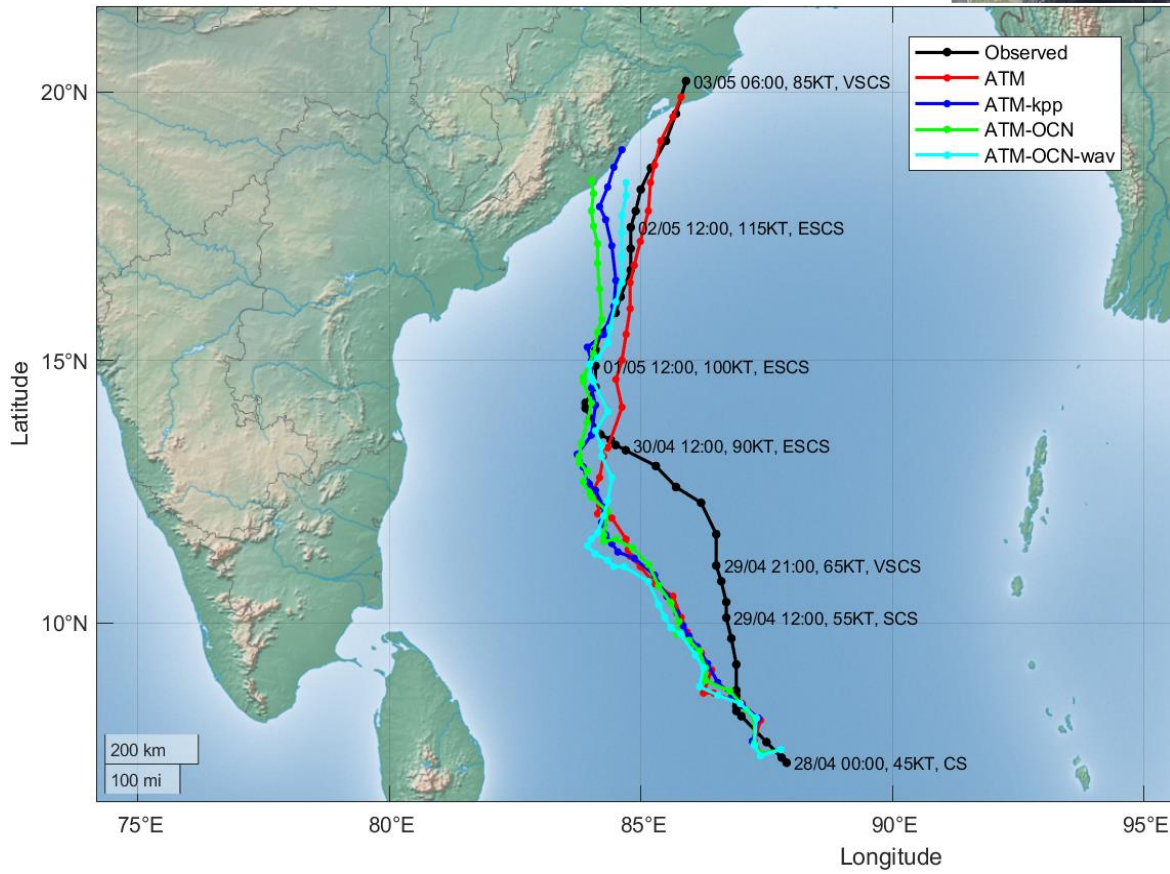 Observed
ATM
ATM-kpp
ATM-OCN
ATM-OCN-wav
20°N
15°N
10°N
Latitude
03/05 06:00, 85KT, VSCS
02/05 12:00, 115KT, ESCS
01/05 12:00, 100KT, ESCS
30/04 12:00, 90KT, ESCS
29/04 21:00, 65KT, VSCS
29/04 12:00, 55KT, SCS
28/04 00:00, 45KT, CS
200 km
100 mi
75°E
80°E
85°E
90°E
95°E
Longitude